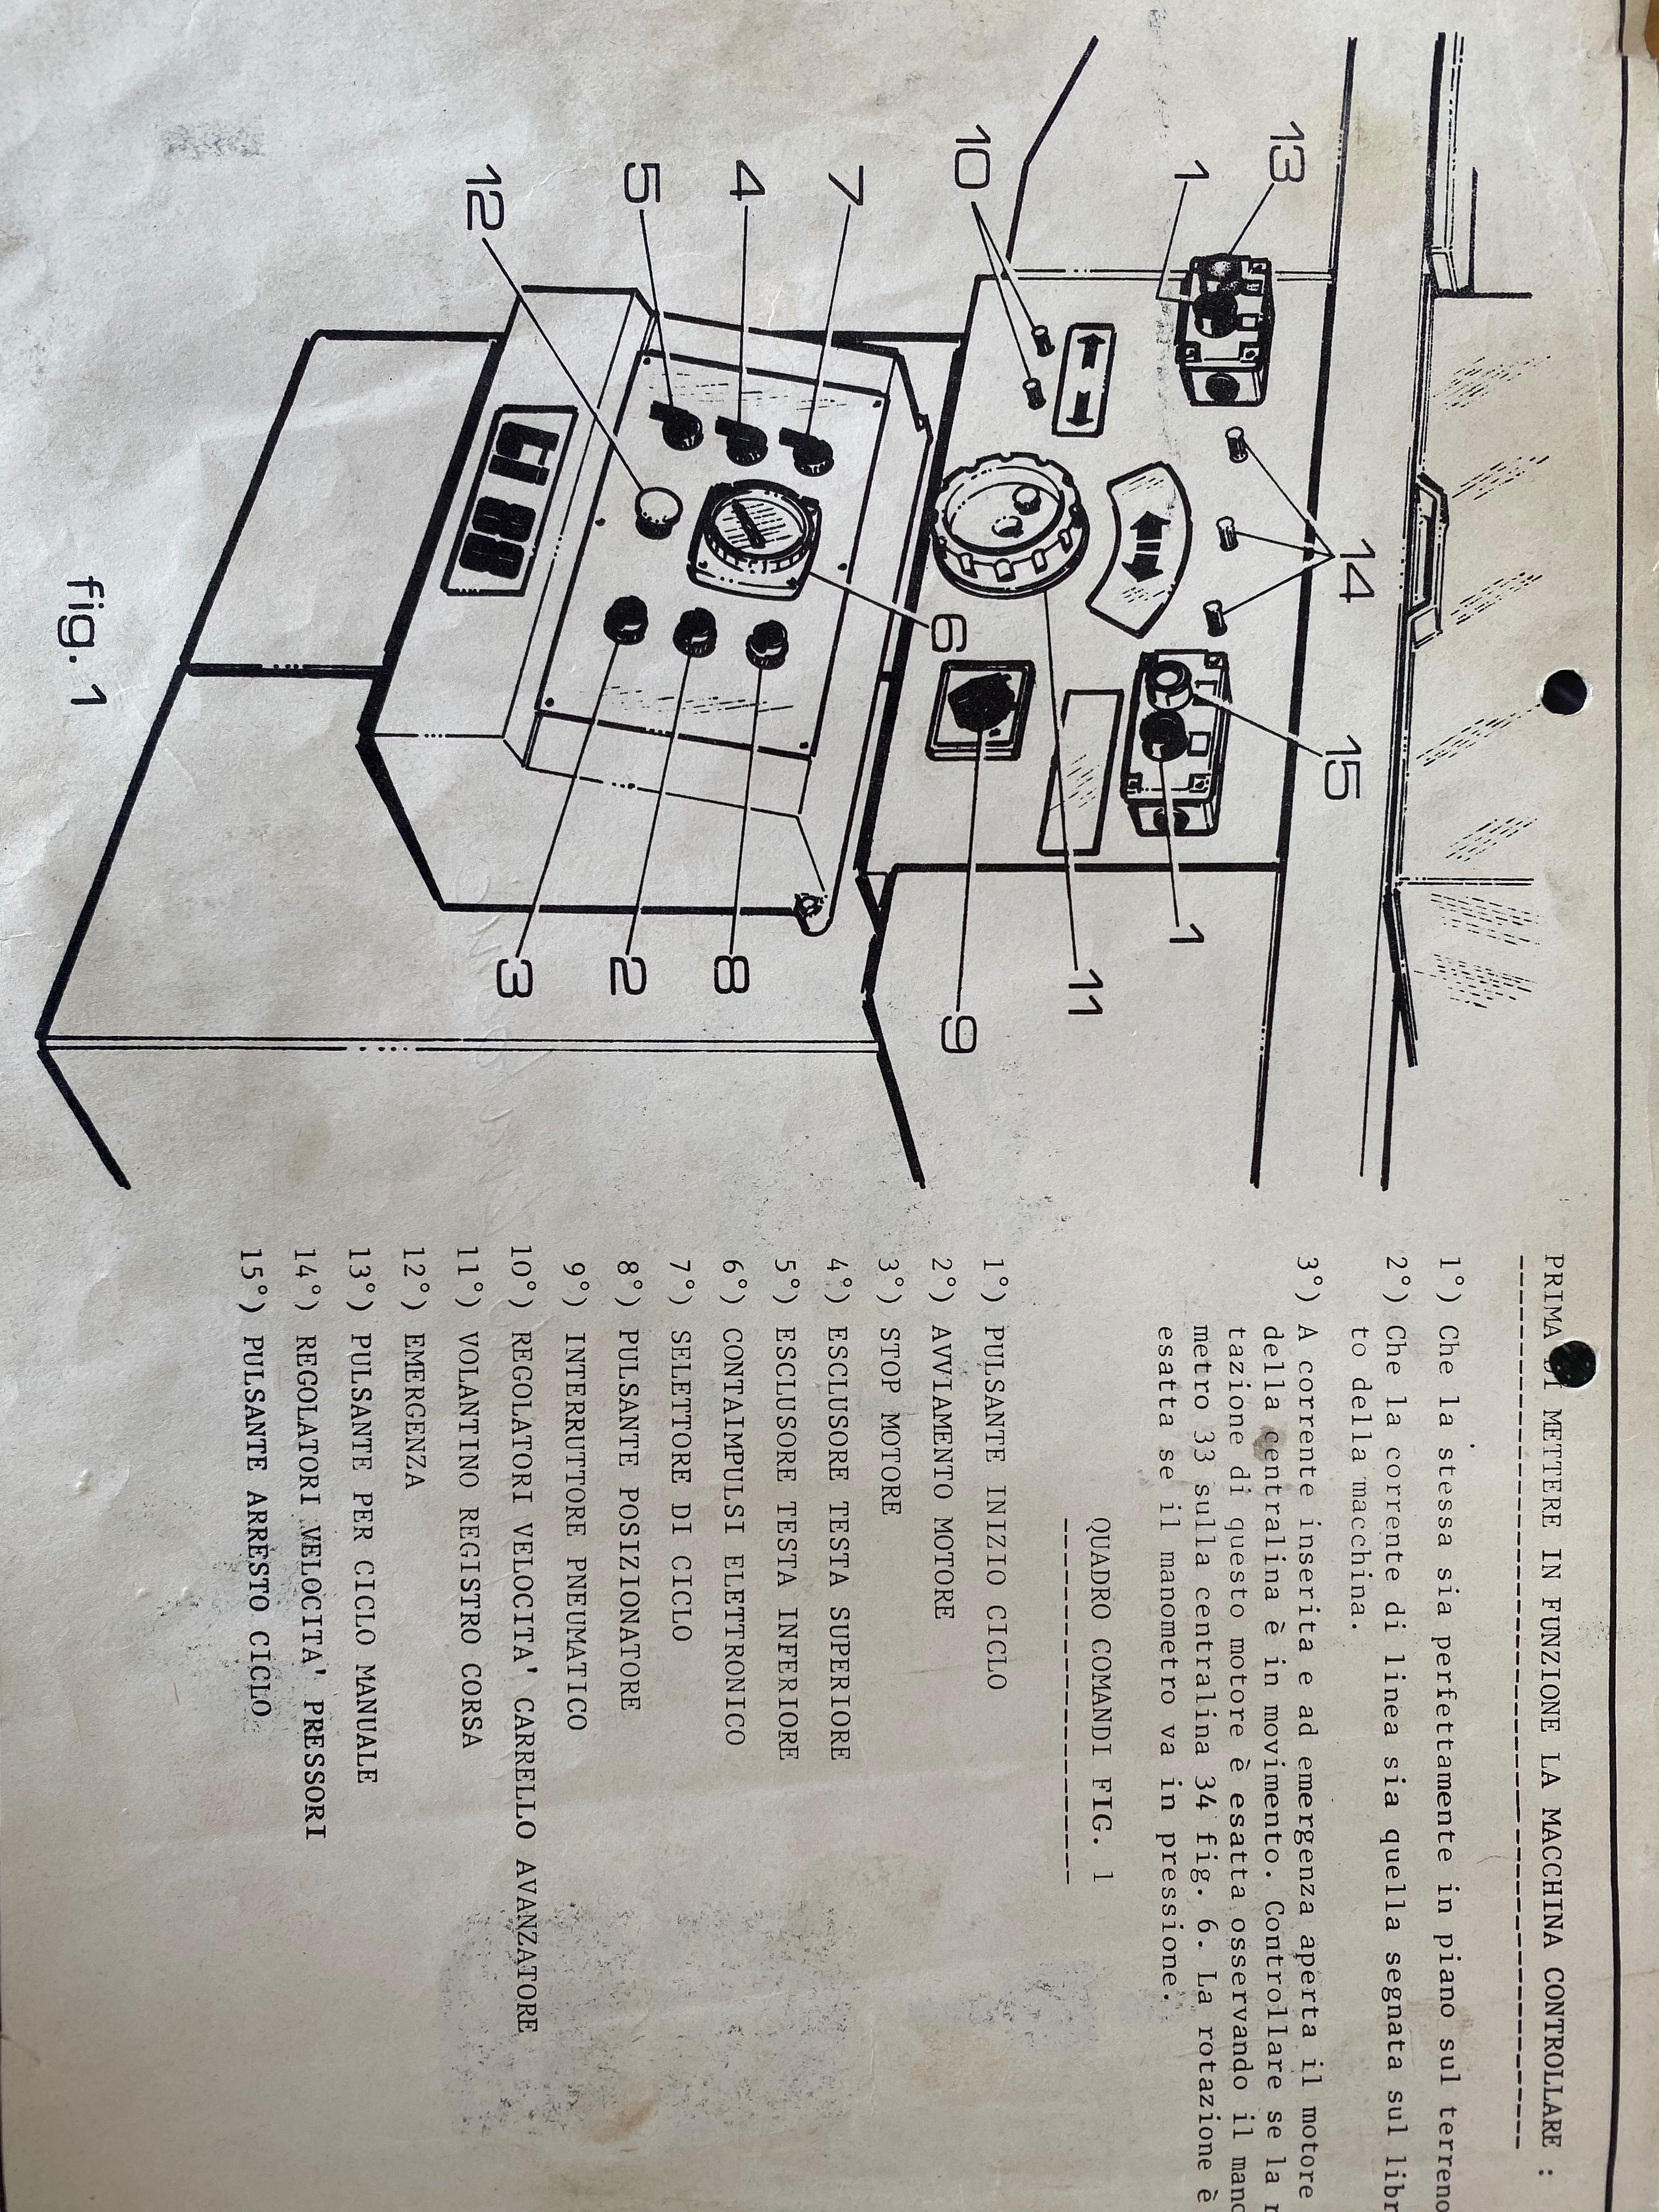 PRIMA DI METTERE IN FUNZIONE LA MACCHINA CONTROLLARE :
1°) Che la stessa sia perfettamente in piano sul terreno
2°) Che la corrente di linea sia quella segnata sul libr
to della macchina.
3°) A corrente inserita e ad emergenza aperta il motore
della centralina è in movimento. Controllare se la r
tazione di questo motore è esatta osservando il mano
metro 33 sulla centralina 34 fig. 6. La rotazione è
esatta se il manometro va in pressione.
QUADRO COMANDI FIG. 1
1°) PULSANTE INIZIO CICLO
2°) AVVIAMENTO MOTORE
3°) STOP MOTORE
4°) ESCLUSORE TESTA SUPERIORE
5°) ESCLUSORE TESTA INFERIORE
6°) CONTAIMPULSI ELETTRONICO
7°) SELETTORE DI CICLO
8°) PULSANTE POSIZIONATORE
9°) INTERRUTTORE PNEUMATICO
10°) REGOLATORI VELOCITA' CARRELLO AVANZATORE
11°) VOLANTINO REGISTRO CORSA
12°) EMERGENZA
13°) PULSANTE PER CICLO MANUALE
14°) REGOLATORI VELOCITA' PRESSORI
15°) PULSANTE ARRESTO CICLO
13
1
10
7
4
5
12
14
15
1
11
9
6
8
2
3
fig. 1